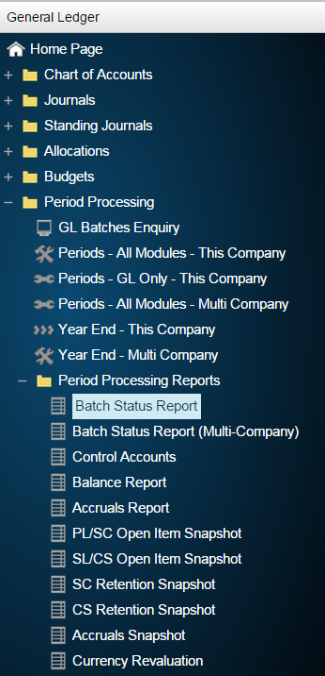 General Ledger
Home Page
Chart of Accounts
Journals
Standing Journals
Allocations
Budgets
Period Processing
GL Batches Enquiry
Periods - All Modules - This Company
Periods - GL Only - This Company
Periods - All Modules - Multi Company
Year End - This Company
Year End - Multi Company
Period Processing Reports
Batch Status Report
Batch Status Report (Multi-Company)
Control Accounts
Balance Report
Accruals Report
PL/SC Open Item Snapshot
SL/CS Open Item Snapshot
SC Retention Snapshot
CS Retention Snapshot
Accruals Snapshot
Currency Revaluation